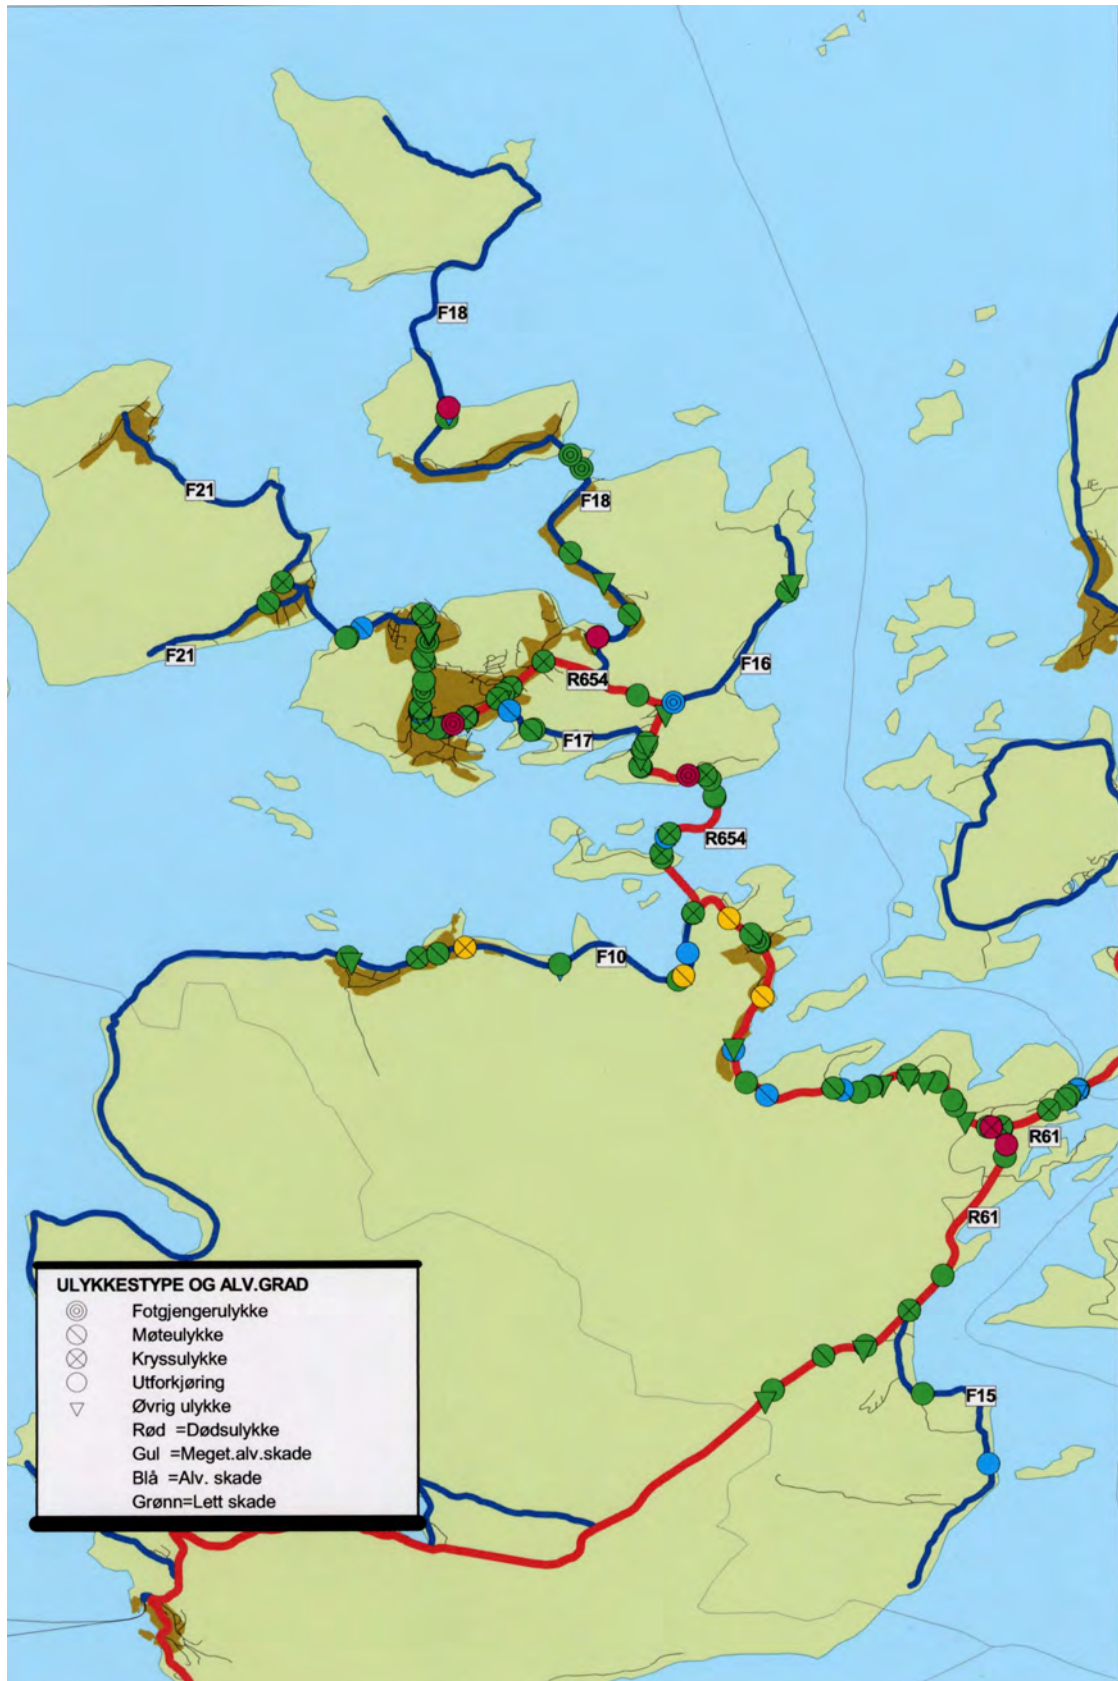 F18
F21
F18
F21
F16
R654
F17
R654
F10
R61
R61
ULYKKESTYPE OG ALV.GRAD
Fotgjengerulykke
Møteulykke
Kryssulykke
Utforkjøring
Øvrig ulykke
Rød =Dødsulykke
Gul =Meget.alv.skade
Blå =Alv. skade
Grønn=Lett skade
F15